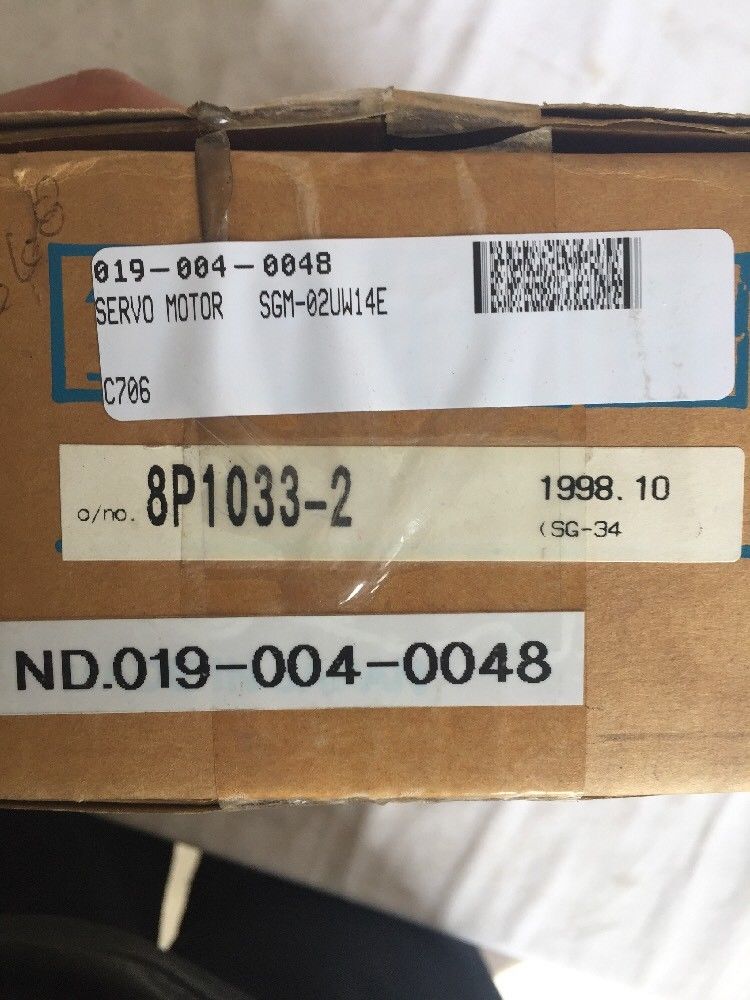 019-004-0048
SERVO MOTOR SGM-02UW14E
C706
o/no. 8P1033-2
1998.10
(SG-34 )
ND.019-004-0048